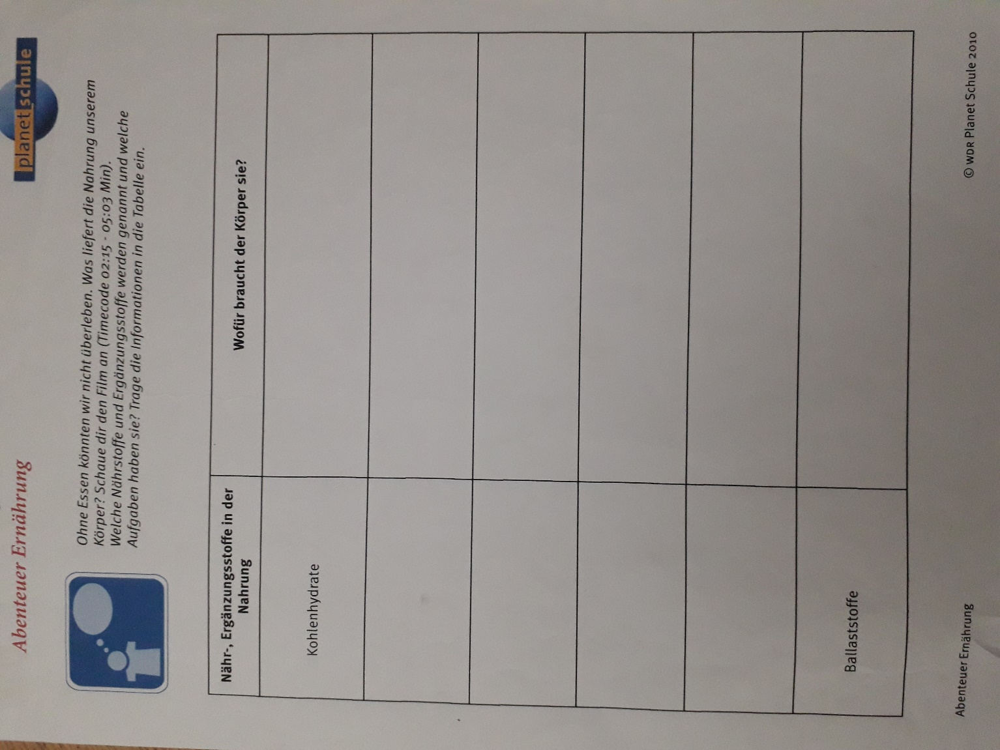 Abenteuer Ernährung
planet schule
Ohne Essen könnten wir nicht überleben. Was liefert die Nahrung unserem
Körper? Schaue dir den Film an (Timecode 02:15 - 05:03 Min).
Welche Nährstoffe und Ergänzungsstoffe werden genannt und welche
Aufgaben haben sie? Trage die Informationen in die Tabelle ein.
Nähr-, Ergänzungsstoffe in der
Nahrung
Wofür braucht der Körper sie?
Kohlenhydrate
Ballaststoffe
Abenteuer Ernährung
© WDR Planet Schule 2010